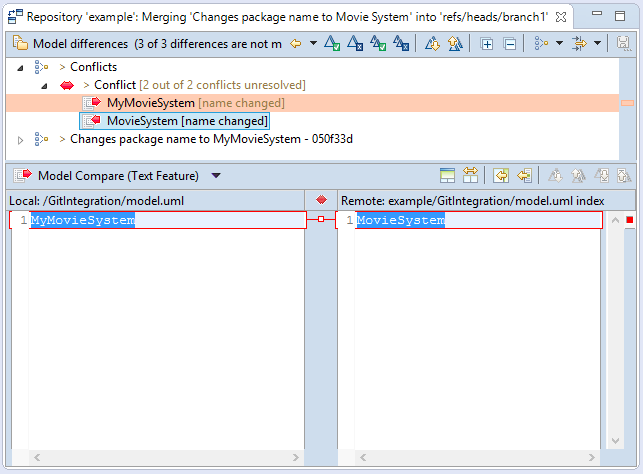 Repository 'example': Merging 'Changes package name to Movie System' into 'refs/heads/branch1'
Model differences (3 of 3 differences are not m
> Conflicts
> Conflict [2 out of 2 conflicts unresolved]
MyMovieSystem [name changed]
MovieSystem [name changed]
> Changes package name to MyMovieSystem - 050f33d
Model Compare (Text Feature)
Local: /GitIntegration/model.uml Remote: example/GitIntegration/model.uml index
1 MyMovieSystem 1 MovieSystem